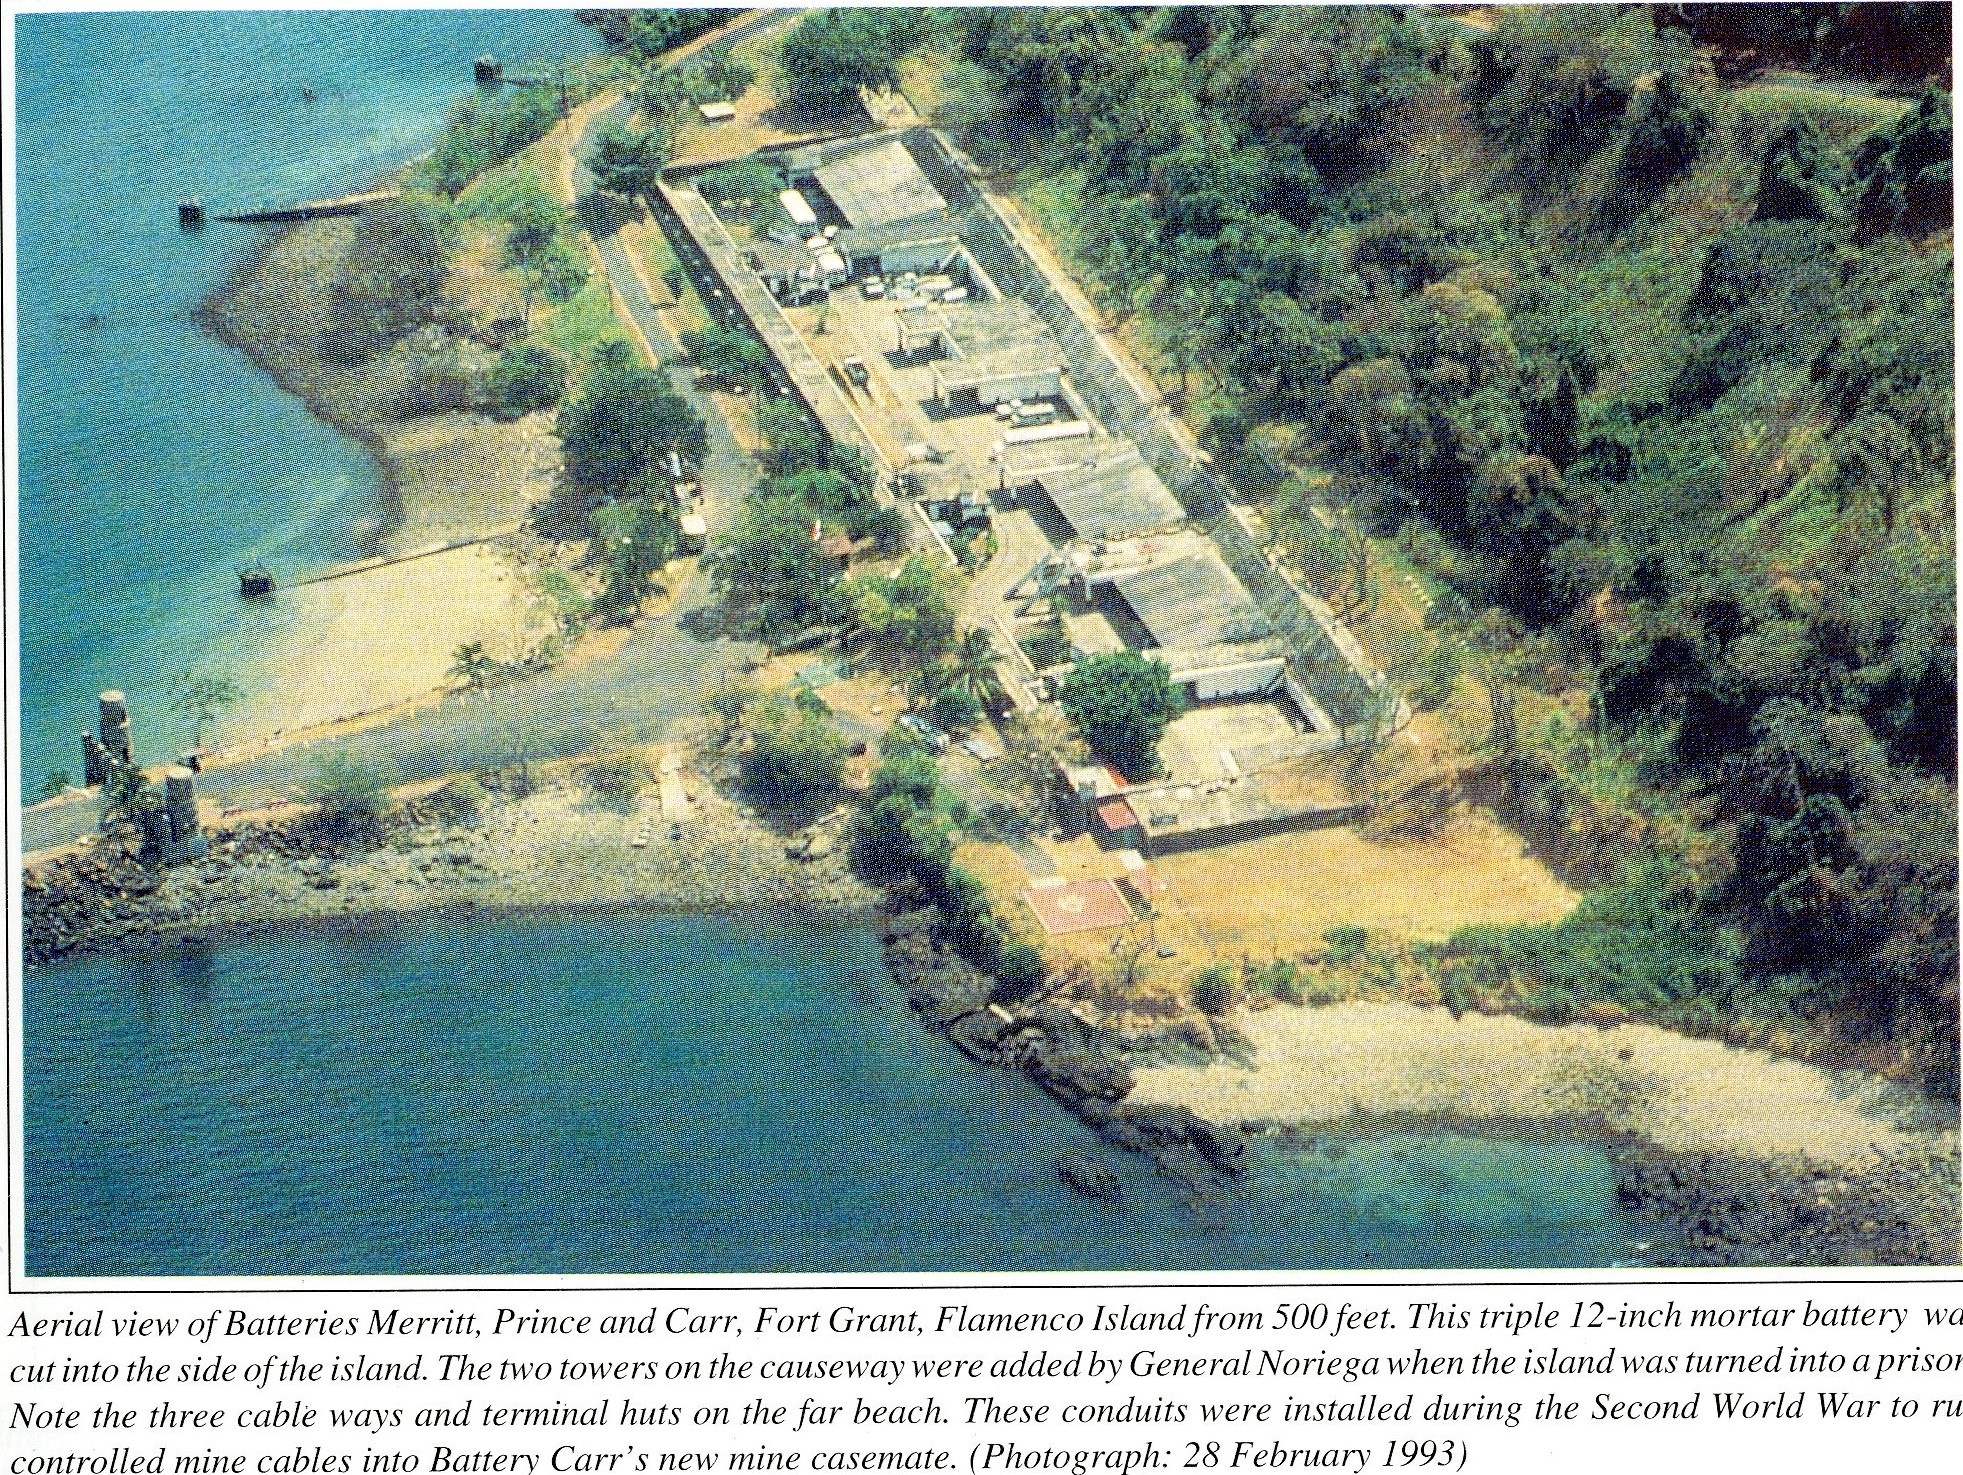 Aerial view of Batteries Merritt, Prince and Carr, Fort Grant, Flamenco Island from 500 feet. This triple 12-inch mortar battery wa
cut into the side of the island. The two towers on the causeway were added by General Noriega when the island was turned into a prison
Note the three cable ways and terminal huts on the far beach. These conduits were installed during the Second World War to ru
controlled mine cables into Battery Carr's new mine casemate. (Photograph: 28 February 1993)